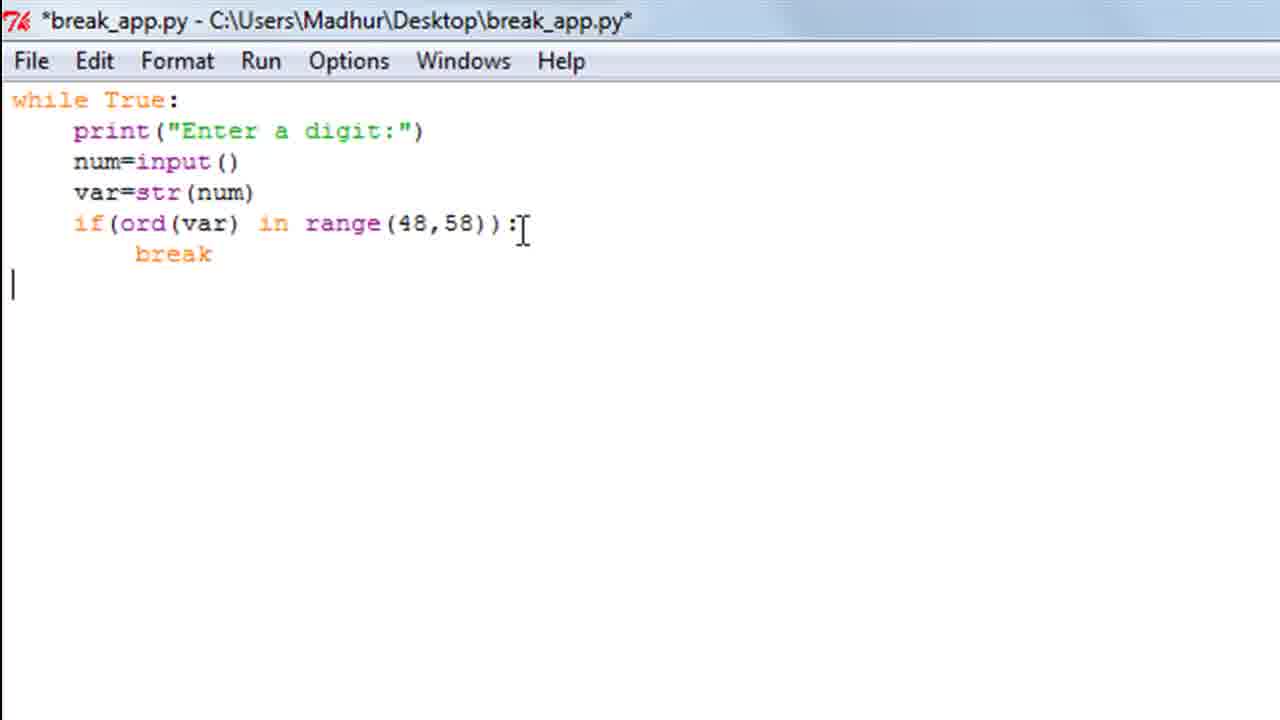 *break_app.py - C:\Users\Madhur\Desktop\break_app.py*
File Edit Format Run Options Windows Help
while True:
    print("Enter a digit:")
    num=input()
    var=str(num)
    if(ord(var) in range(48,58)):
        break